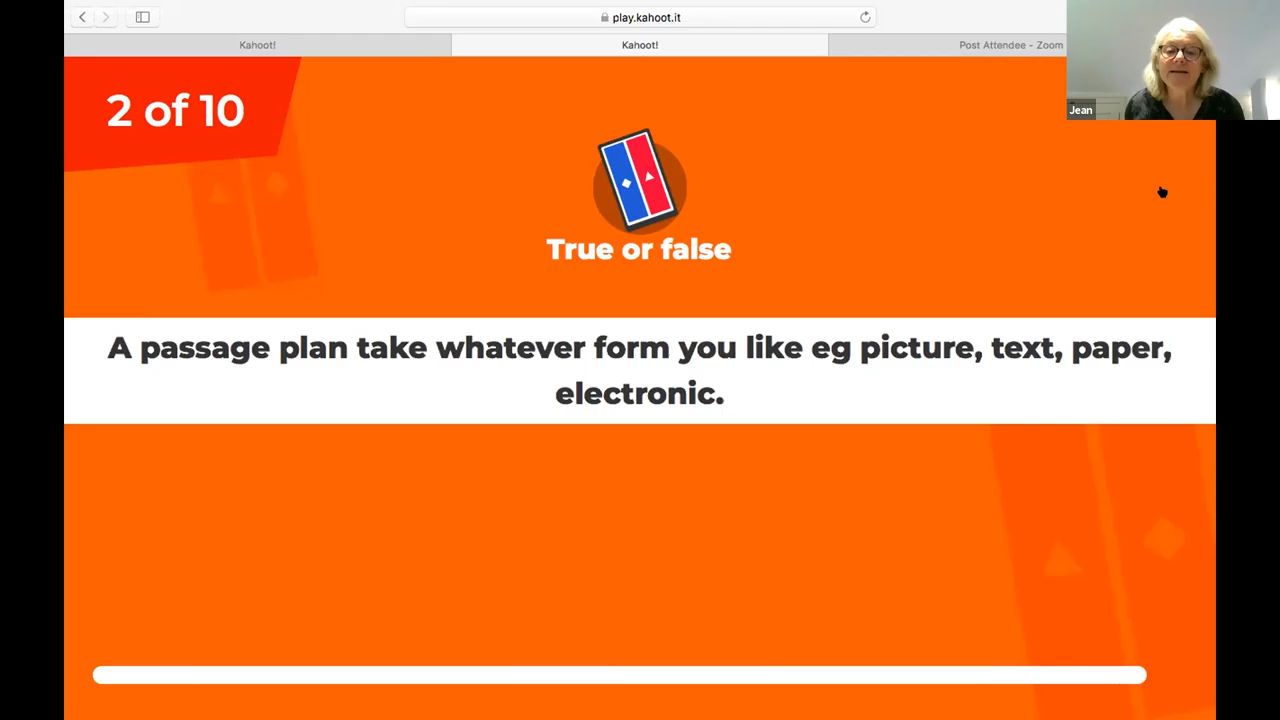 play.kahoot.it
Kahoot!
Kahoot!
Post Attendee - Zoom
Jean
2 of 10
True or false
A passage plan take whatever form you like eg picture, text, paper,
electronic.